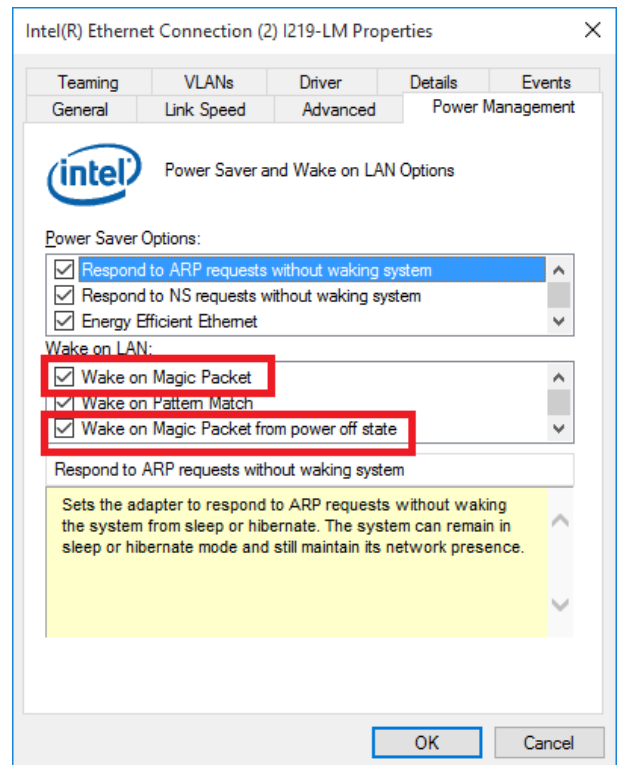 Intel(R) Ethernet Connection (2) I219-LM Properties
Teaming VLANs Driver Details Events
General Link Speed Advanced Power Management
intel Power Saver and Wake on LAN Options
Power Saver Options:
Respond to ARP requests without waking system
Respond to NS requests without waking system
Energy Efficient Ethernet
Wake on LAN:
Wake on Magic Packet
Wake on Pattern Match
Wake on Magic Packet from power off state
Respond to ARP requests without waking system
Sets the adapter to respond to ARP requests without waking
the system from sleep or hibernate. The system can remain in
sleep or hibernate mode and still maintain its network presence.
OK Cancel